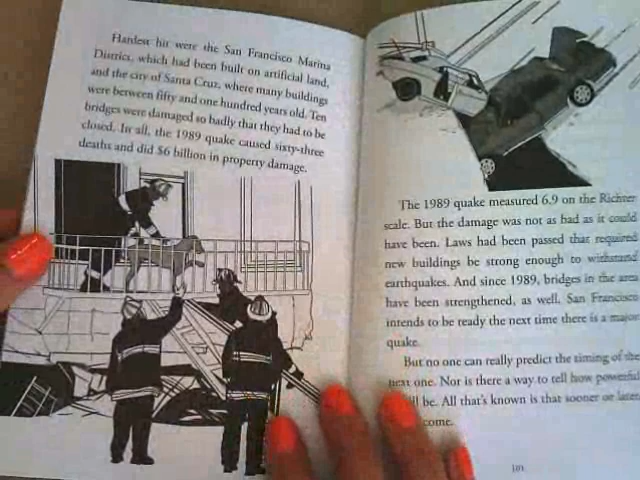 Hardest hit were the San Francisco Marina
District, which had been built on artificial land,
and the city of Santa Cruz, where many buildings
were between fifty and one hundred years old. Ten
bridges were damaged so badly that they had to be
closed. In all, the 1989 quake caused sixty-three
deaths and did $6 billion in property damage.
The 1989 quake measured 6.9 on the Richter
scale. But the damage was not as bad as it could
have been. Laws had been passed that required
new buildings be strong enough to withstand
earthquakes. And since 1989, bridges in the area
have been strengthened, as well. San Francisco
intends to be ready the next time there is a major
quake.
But no one can really predict the timing of the
next one. Nor is there a way to tell how powerful
be. All that's known is that sooner or later,
come.
101